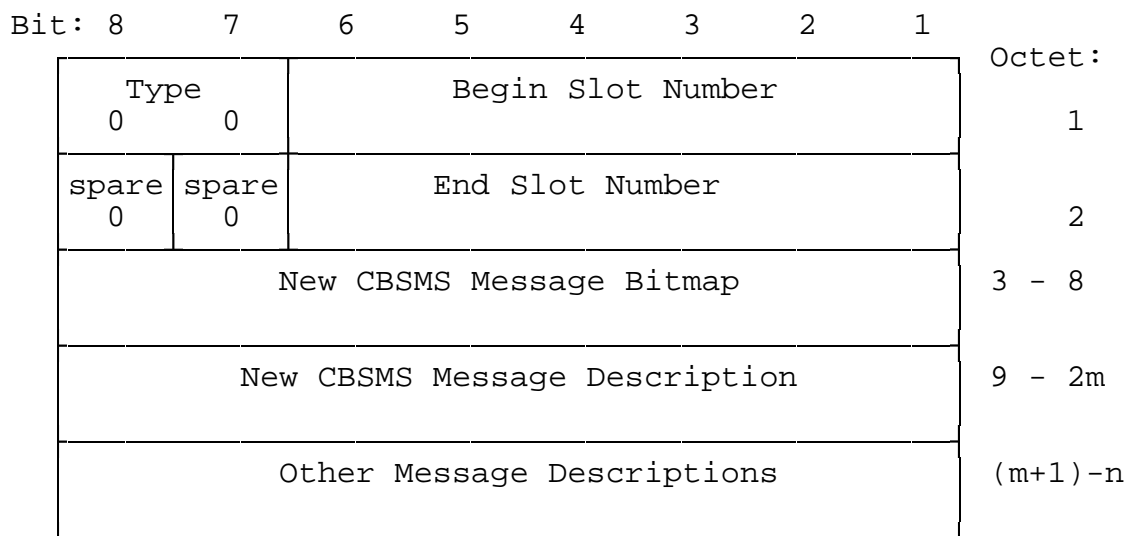 Bit: 8 7 6 5 4 3 2 1
Octet:
Type Begin Slot Number
0 0 1
spare spare End Slot Number
0 0 2
New CBSMS Message Bitmap 3 - 8
New CBSMS Message Description 9 - 2m
Other Message Descriptions (m+1)-n